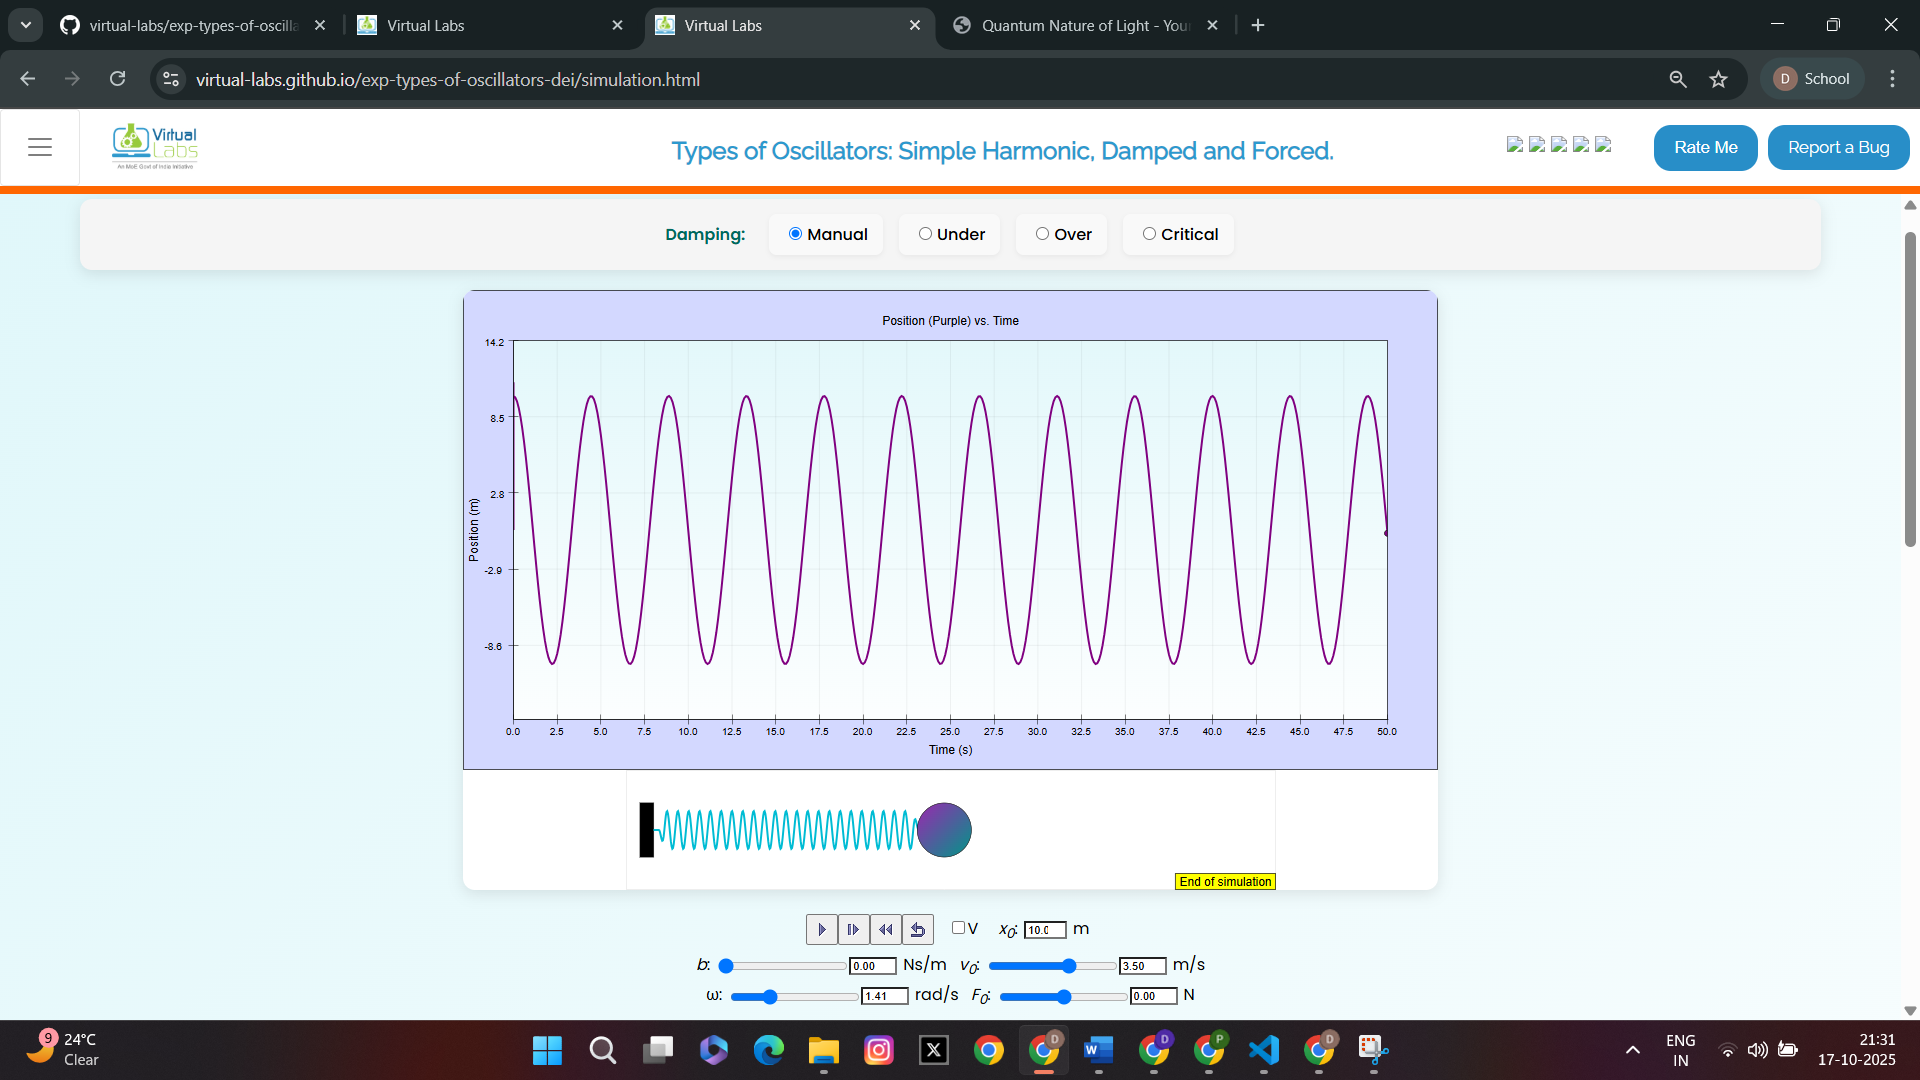 virtual-labs/exp-types-of-oscilla
Virtual Labs
Virtual Labs
Quantum Nature of Light - You
virtual-labs.github.io/exp-types-of-oscillators-dei/simulation.html
D School
Virtual Labs
An MoE Govt of India Initiative
Types of Oscillators: Simple Harmonic, Damped and Forced.
Rate Me
Report a Bug
Damping: Manual Under Over Critical
Position (Purple) vs. Time
14.2
8.5
2.8
-2.9
-8.6
Position (m)
0.0 2.5 5.0 7.5 10.0 12.5 15.0 17.5 20.0 22.5 25.0 27.5 30.0 32.5 35.0 37.5 40.0 42.5 45.0 47.5 50.0
Time (s)
End of simulation
V x0: 10.0 m
b: 0.00 Ns/m v0: 3.50 m/s
ω: 1.41 rad/s F0: 0.00 N
9
24°C
Clear
D
D
P
D
ENG
IN
21:31
17-10-2025